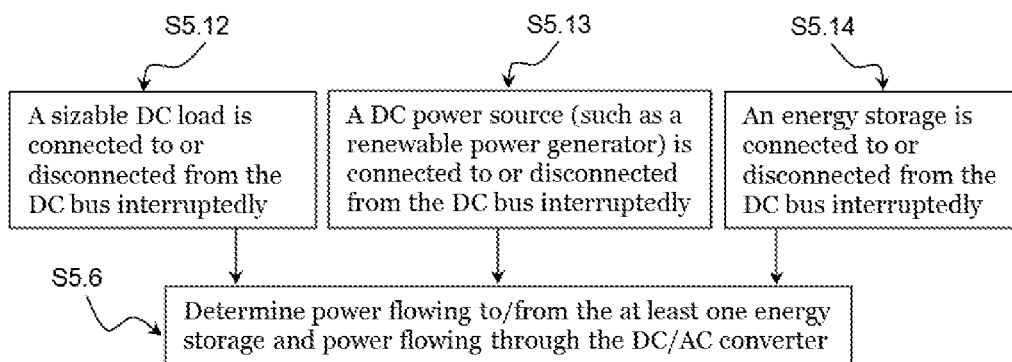 S5.12
S5.13
S5.14
A sizable DC load is
connected to or
disconnected from the
DC bus interruptedly
A DC power source (such as a
renewable power generator) is
connected to or disconnected
from the DC bus interruptedly
An energy storage is
connected to or
disconnected from the
DC bus interruptedly
S5.6
Determine power flowing to/from the at least one energy
storage and power flowing through the DC/AC converter